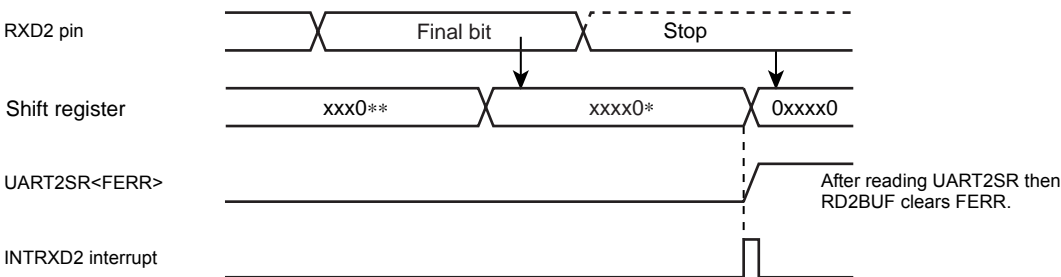 RXD2 pin
Final bit
Stop
Shift register
xxx0**
xxxx0*
0xxxx0
UART2SR<FERR>
After reading UART2SR then
RD2BUF clears FERR.
INTRXD2 interrupt